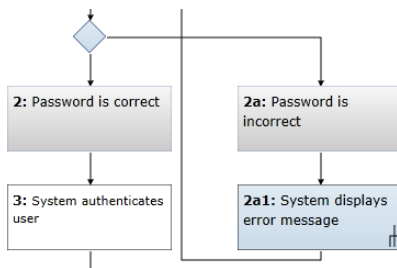 2: Password is correct
2a: Password is
incorrect
3: System authenticates
user
2a1: System displays
error message